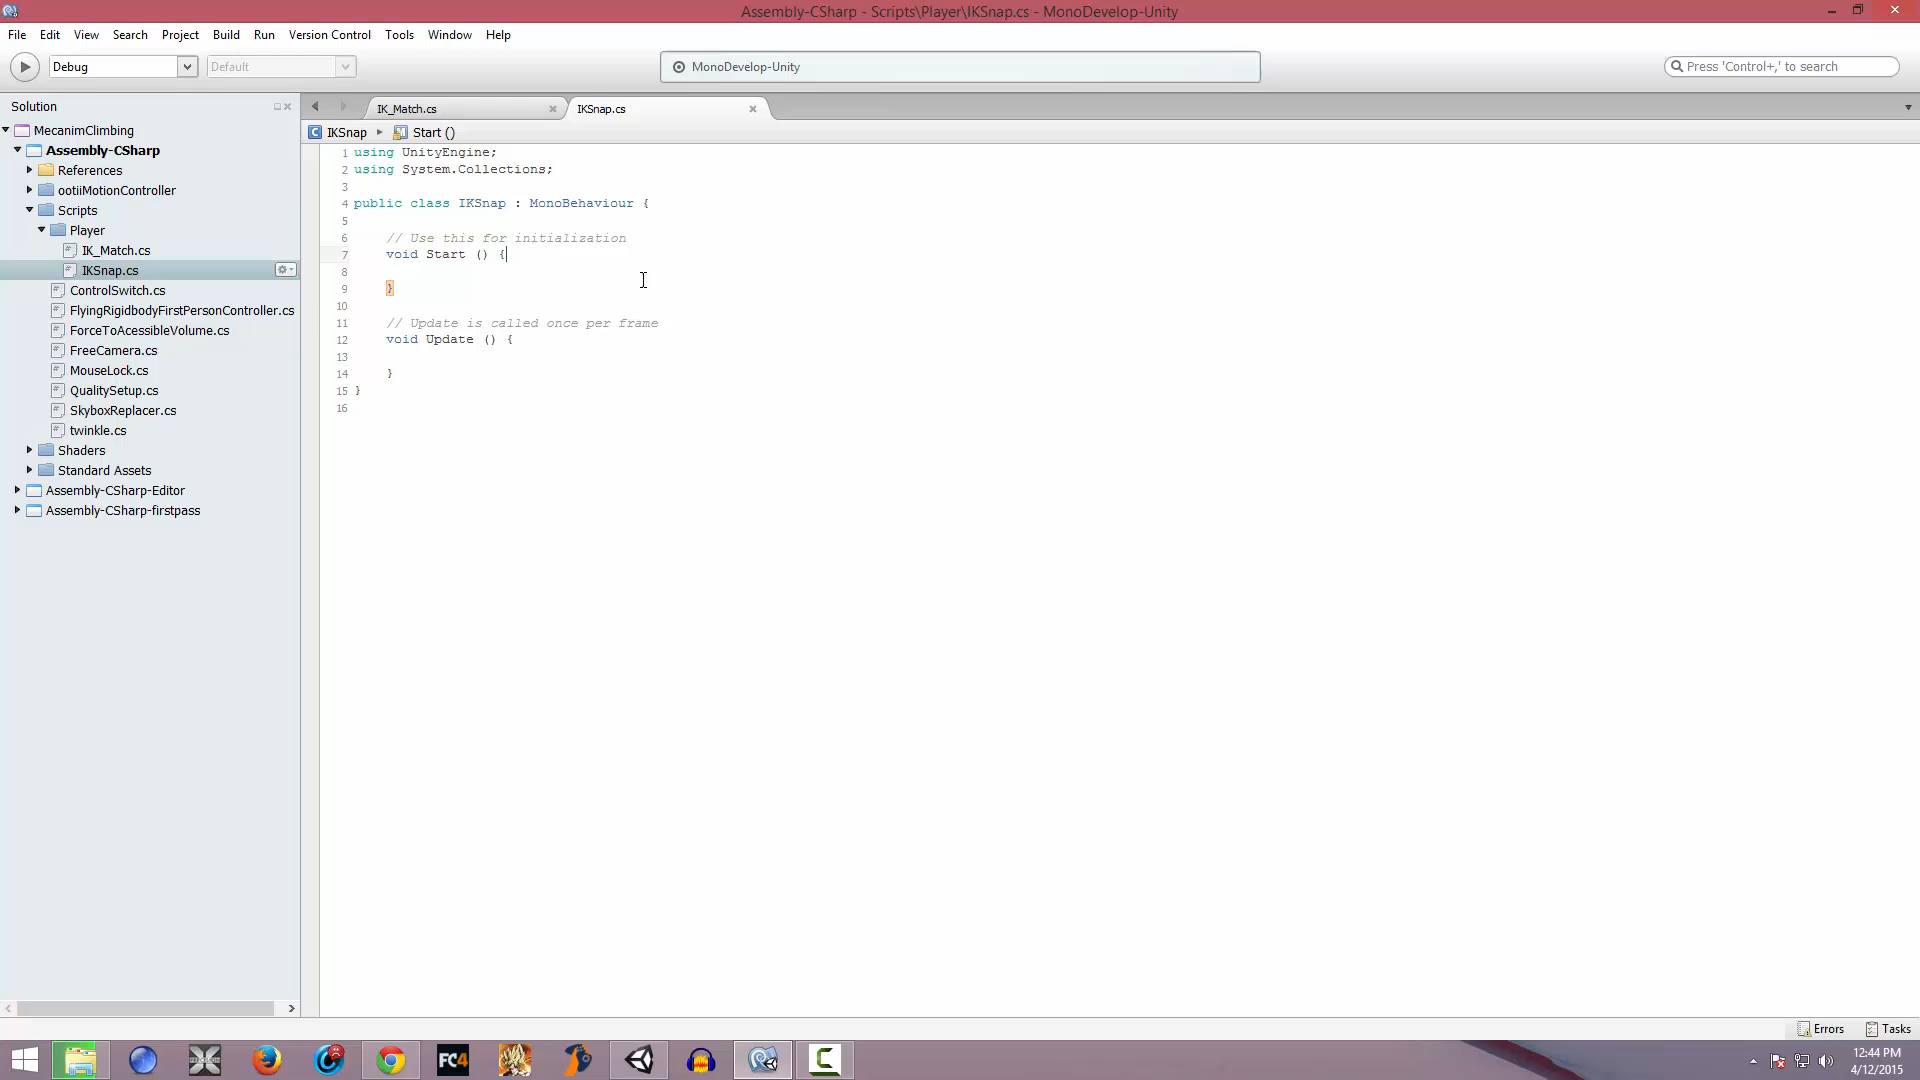 Assembly-CSharp - Scripts\Player\IKSnap.cs - MonoDevelop-Unity
File Edit View Search Project Build Run Version Control Tools Window Help
Debug Default MonoDevelop-Unity Press 'Control+,' to search
Solution
MecanimClimbing
Assembly-CSharp
References
ootiiMotionController
Scripts
Player
IK_Match.cs
IKSnap.cs
ControlSwitch.cs
FlyingRigidbodyFirstPersonController.cs
ForceToAcessibleVolume.cs
FreeCamera.cs
MouseLock.cs
QualitySetup.cs
SkyboxReplacer.cs
twinkle.cs
Shaders
Standard Assets
Assembly-CSharp-Editor
Assembly-CSharp-firstpass
IK_Match.cs IKSnap.cs
IKSnap Start ()
1 using UnityEngine;
2 using System.Collections;
3
4 public class IKSnap : MonoBehaviour {
5
6 // Use this for initialization
7 void Start () {
8
9 }
10
11 // Update is called once per frame
12 void Update () {
13
14 }
15 }
16
Errors Tasks
FC4
12:44 PM
4/12/2015